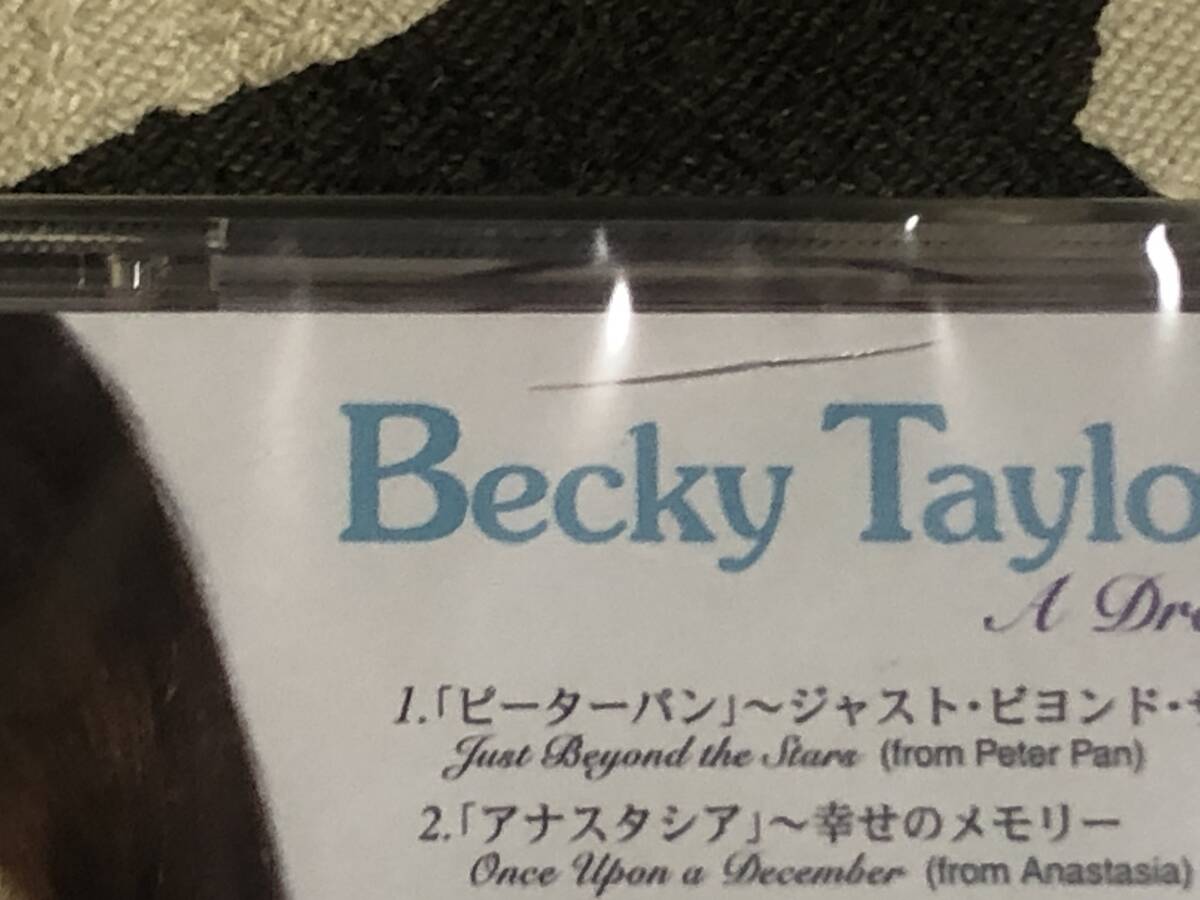 Becky Taylo
A Dre
1.「ピーターパン」～ジャスト・ビヨンド・
Just Beyond the Stars (from Peter Pan)
2.「アナスタシア」～幸せのメモリー
Once Upon a December (from Anastasia)